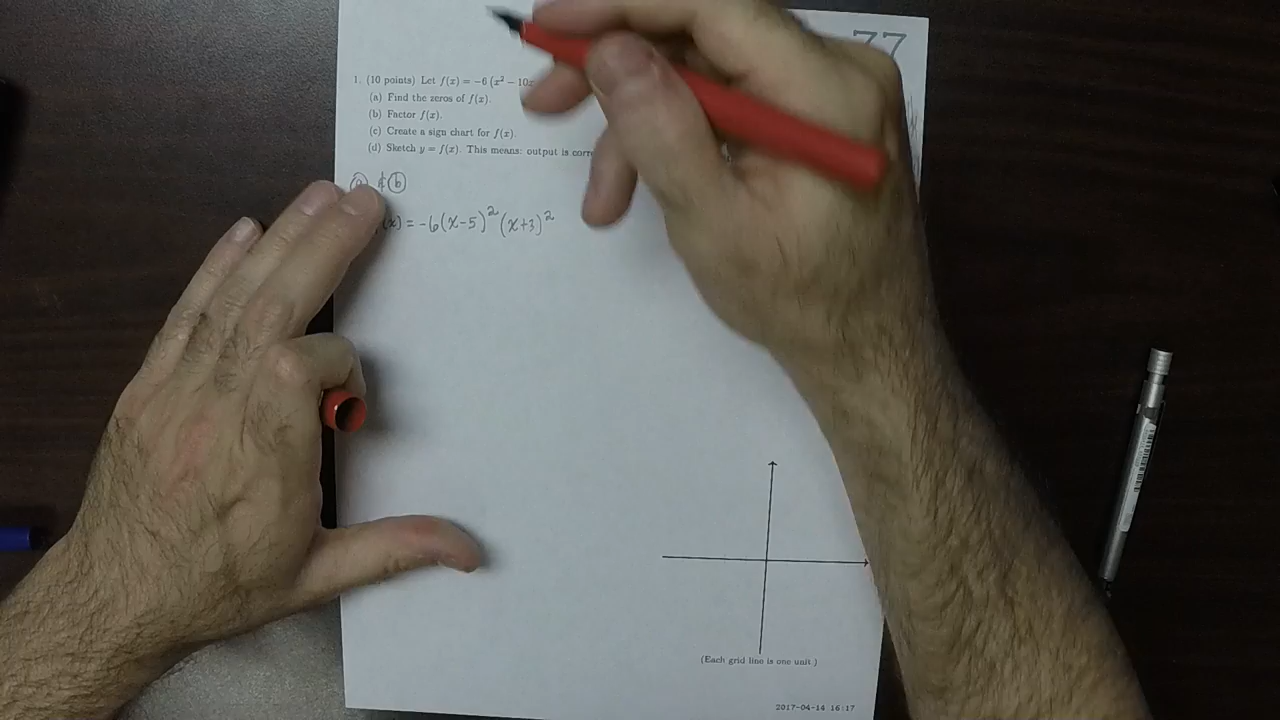 77
1. (10 points) Let f(x) = −6 (x² − 10x
(a) Find the zeros of f(x).
(b) Factor f(x).
(c) Create a sign chart for f(x).
(d) Sketch y = f(x). This means: output is
(a) & (b)
(x) = −6(x−5)² (x+3)²
(Each grid line is one unit )
2017-04-14 16:17